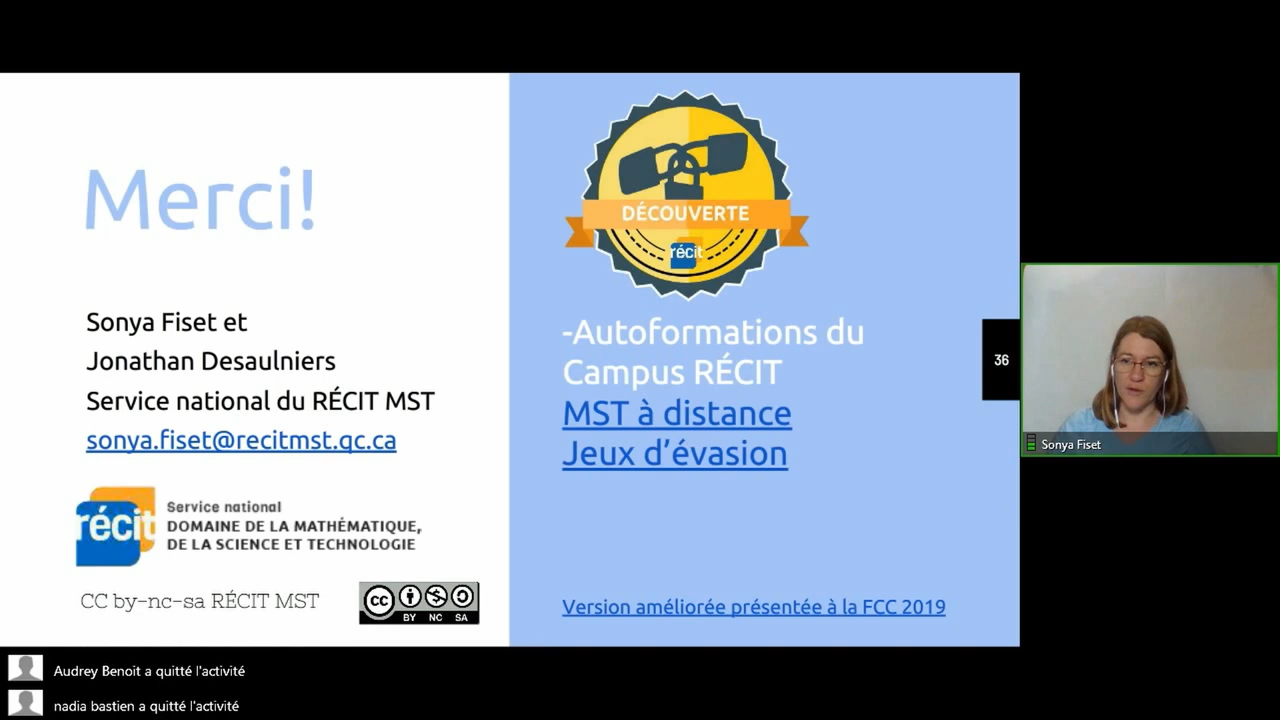 Merci!
Sonya Fiset et
Jonathan Desaulniers
Service national du RÉCIT MST
sonya.fiset@recitmst.qc.ca
récit
Service national
DOMAINE DE LA MATHÉMATIQUE,
DE LA SCIENCE ET TECHNOLOGIE
CC by-nc-sa RÉCIT MST
cc
BY NC SA
DÉCOUVERTE
récit
-Autoformations du
Campus RÉCIT
MST à distance
Jeux d’évasion
Version améliorée présentée à la FCC 2019
36
Sonya Fiset
Audrey Benoit a quitté l'activité
nadia bastien a quitté l'activité